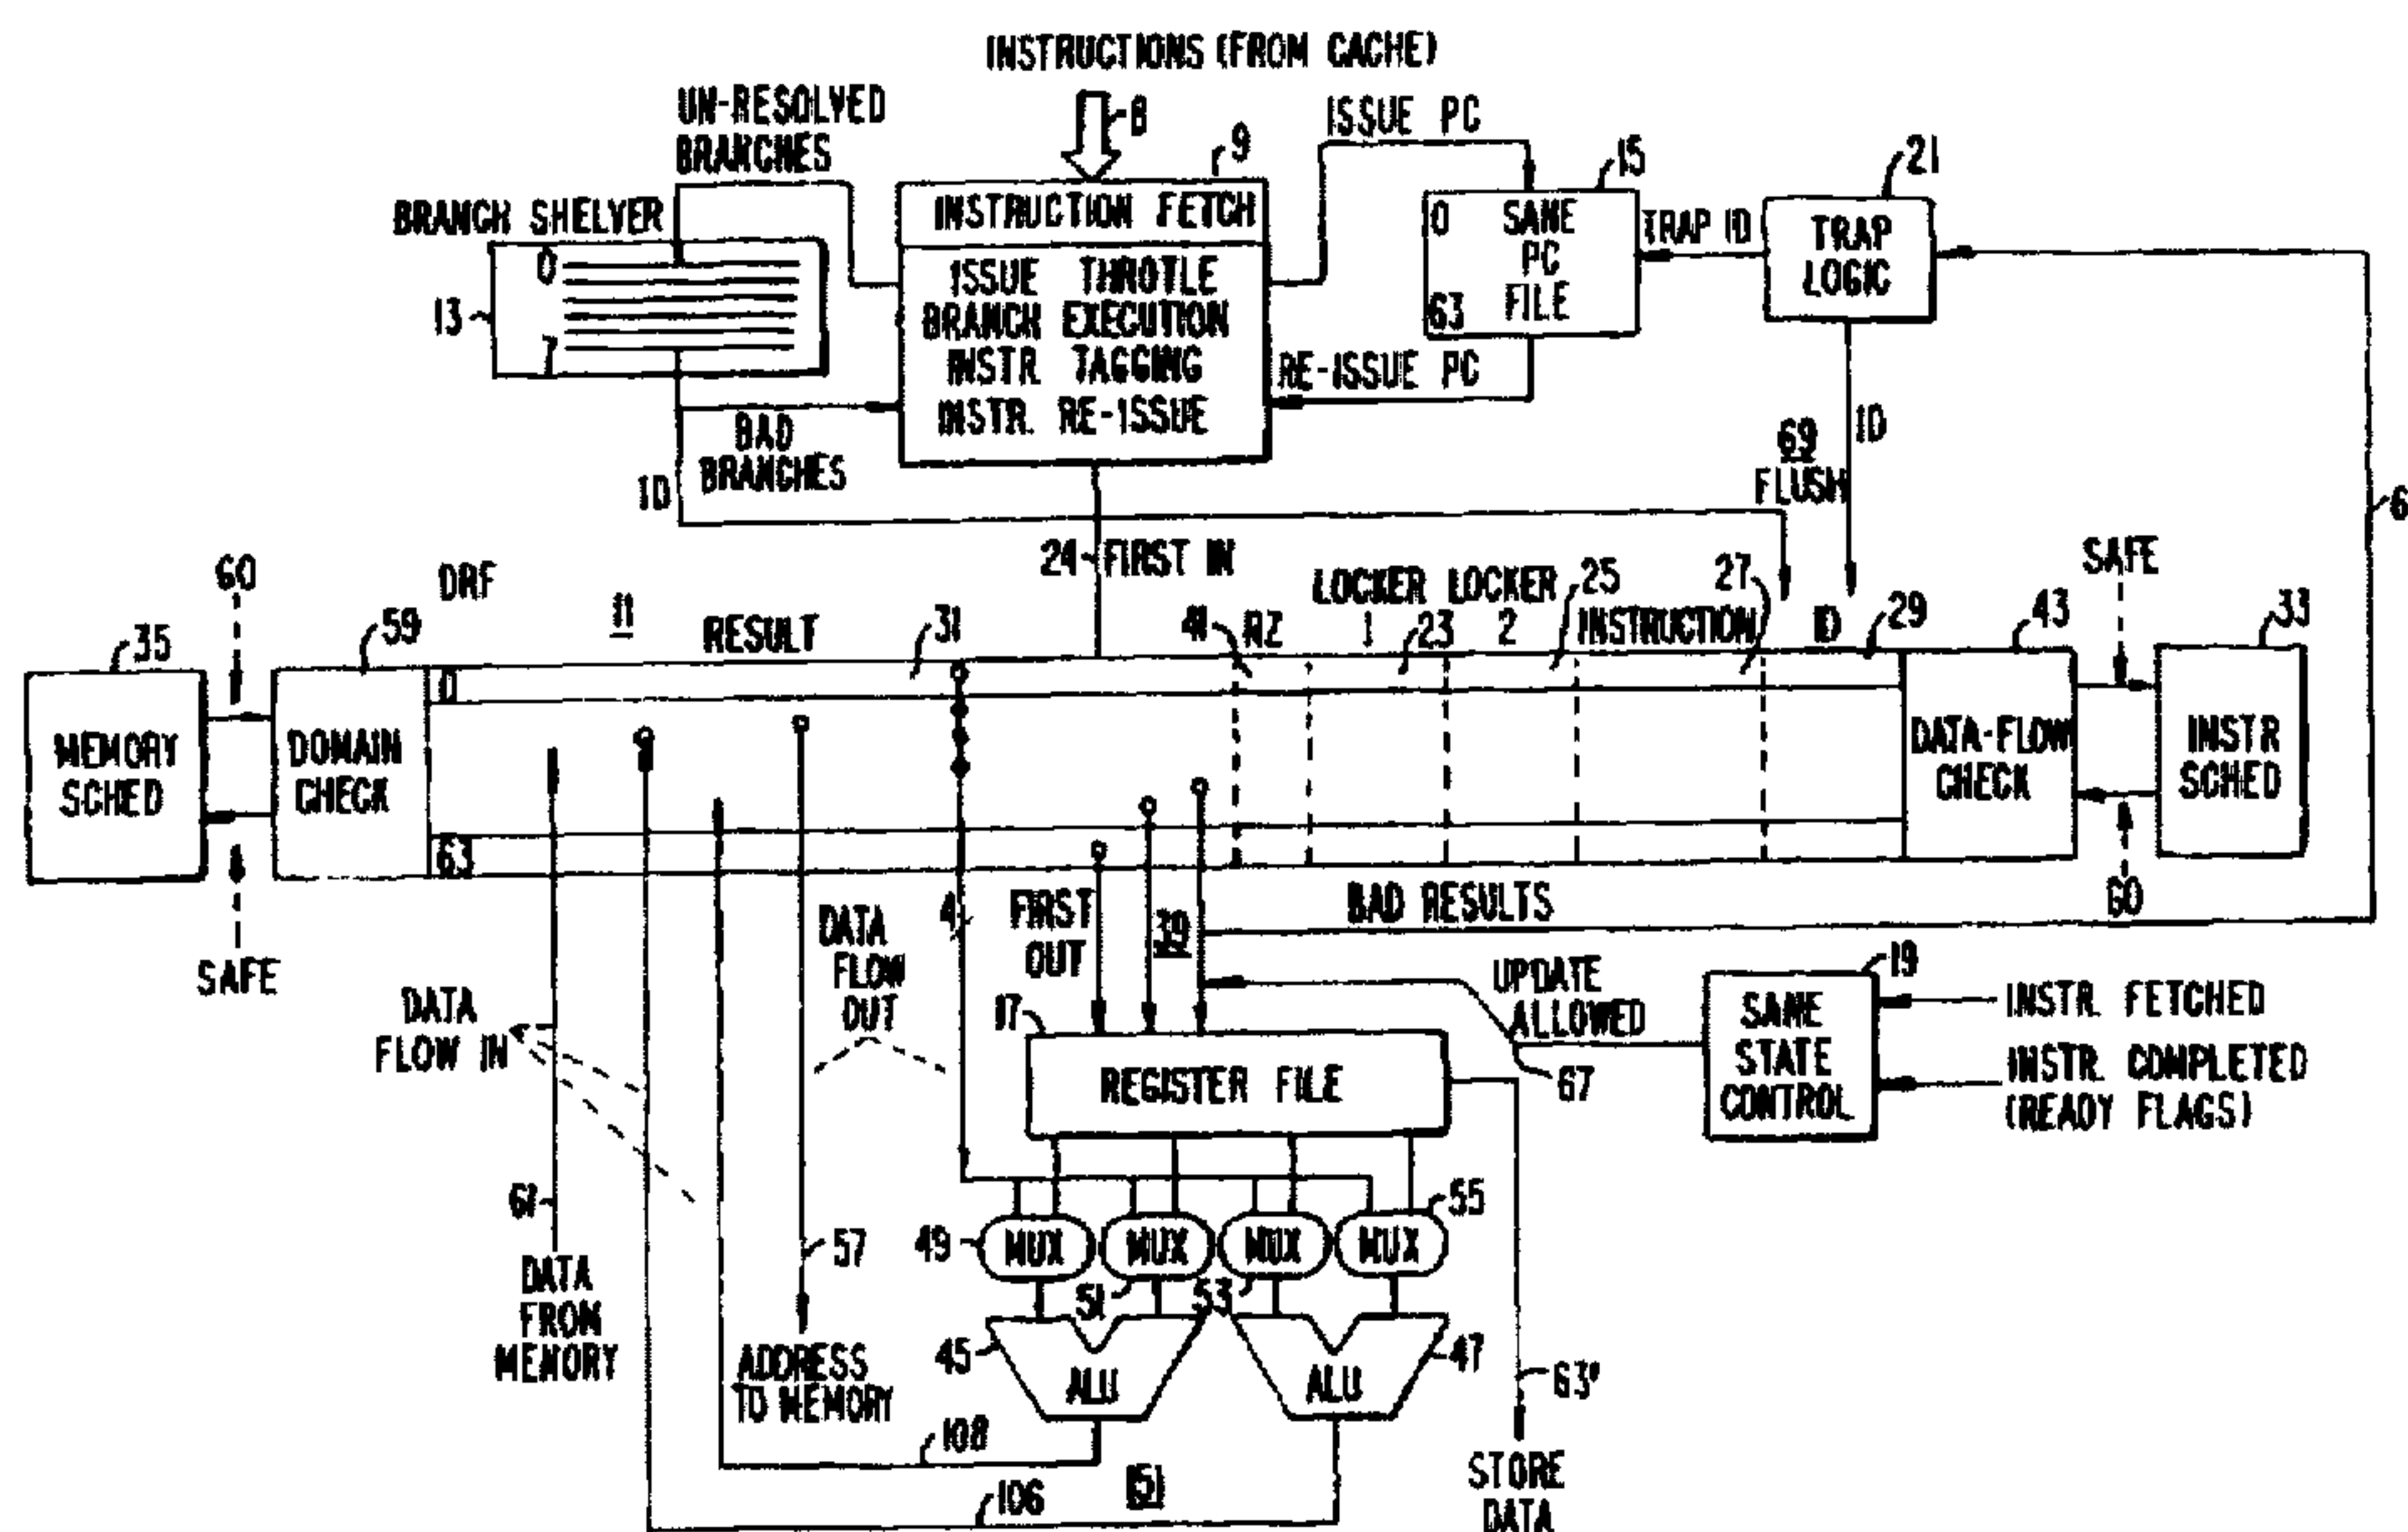 INSTRUCTIONS (FROM CACHE)
8
UN-RESOLVED
BRANCHES
ISSUE PC
9
15
21
BRANCH SHELVER
0
7
13
INSTRUCTION FETCH
ISSUE THROTLE
BRANCH EXECUTION
INSTR TAGGING
INSTR. RE-ISSUE
0
63
SANE
PC
FILE
TRAP ID
TRAP
LOGIC
RE-ISSUE PC
BAD
BRANCHES
ID
69
FLUSH
ID
6
24
FIRST IN
GO
DRF
11
RESULT
31
41
RZ
LOCKER
1
23
LOCKER
2
25
INSTRUCTION
27
ID
29
43
SAFE
33
35
59
MEMORY
SCHED
DOMAIN
CHECK
0
63
DATA-FLOW
CHECK
INSTR
SCHED
GO
SAFE
DATA
FLOW IN
DATA
FLOW
OUT
4
FIRST
OUT
39
BAD RESULTS
17
REGISTER FILE
UPDATE
ALLOWED
67
19
SANE
STATE
CONTROL
INSTR. FETCHED
INSTR. COMPLETED
(READY FLAGS)
DATA
FROM
MEMORY
57
ADDRESS
TO MEMORY
49
MUX
MUX
MUX
MUX
55
51
53
45
ALU
ALU
47
63'
STORE
DATA
108
106
151